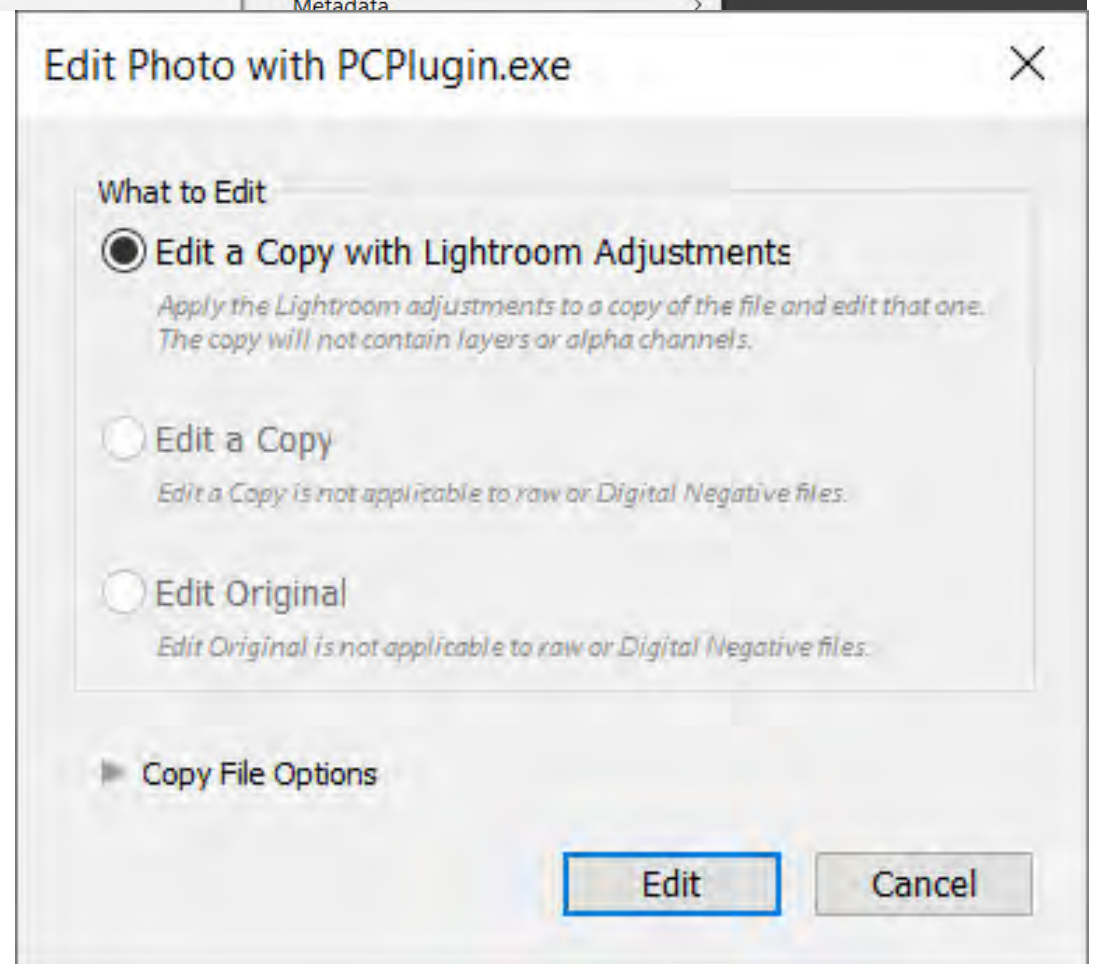 Metadata
Edit Photo with PCPlugin.exe
What to Edit
Edit a Copy with Lightroom Adjustments
Apply the Lightroom adjustments to a copy of the file and edit that one.
The copy will not contain layers or alpha channels.
Edit a Copy
Edit a Copy is not applicable to raw or Digital Negative files.
Edit Original
Edit Original is not applicable to raw or Digital Negative files.
Copy File Options
Edit Cancel